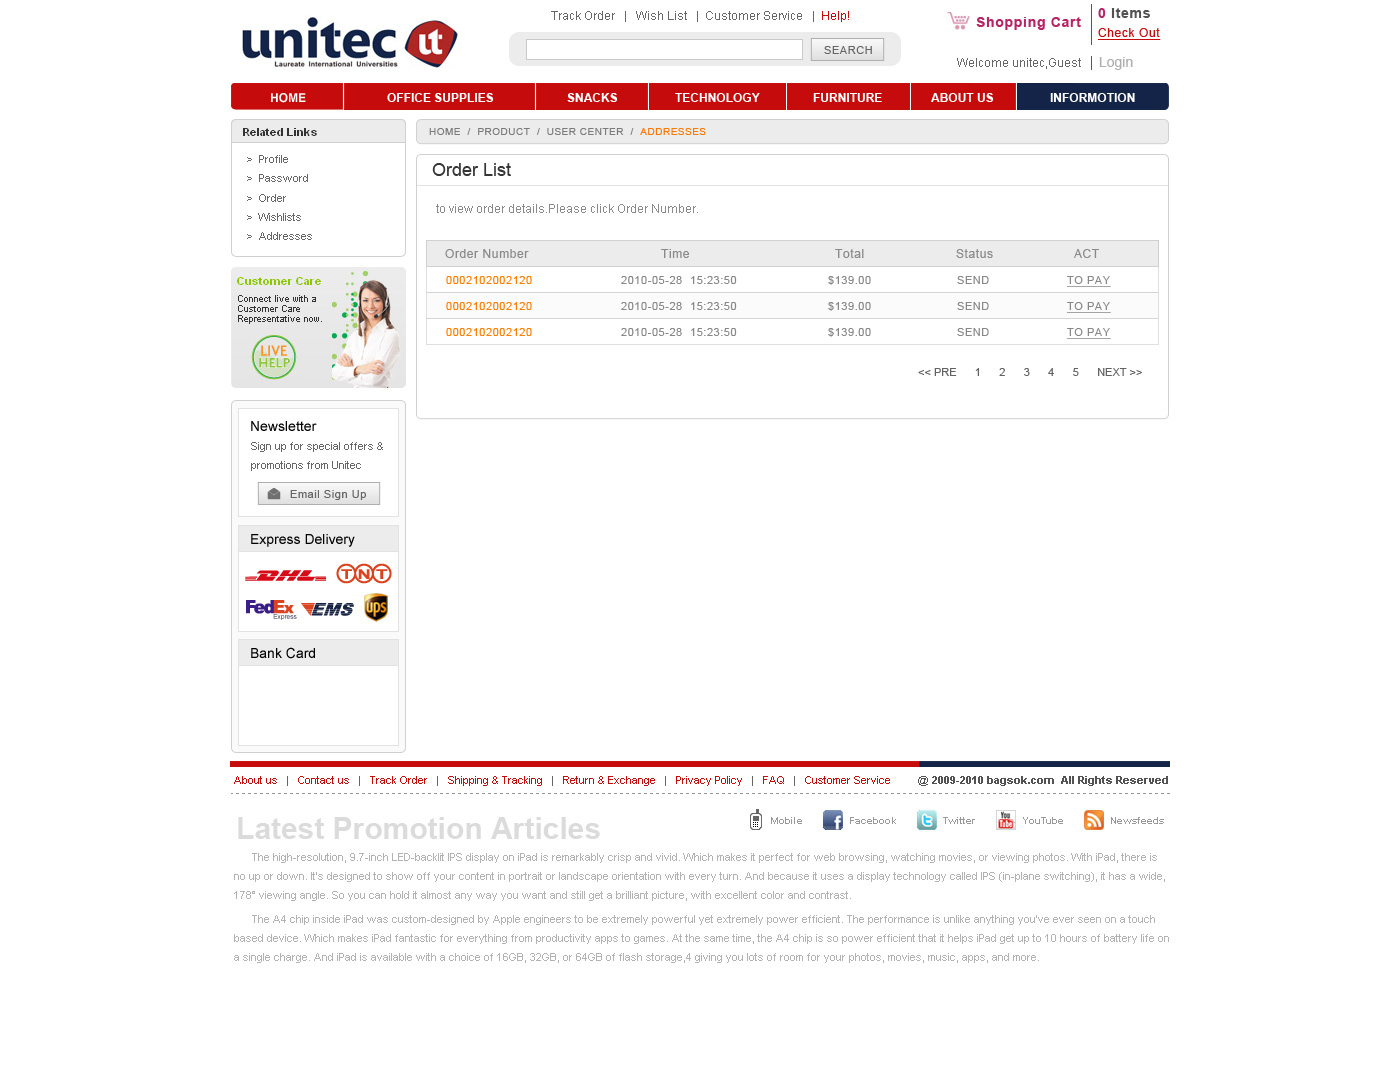 Track Order | Wish List | Customer Service | Help!
unitec ut
Laureate International Universities
SEARCH
Shopping Cart
0 Items
Check Out
Welcome unitec,Guest | Login
HOME OFFICE SUPPLIES SNACKS TECHNOLOGY FURNITURE ABOUT US INFORMOTION
Related Links
> Profile
> Password
> Order
> Wishlists
> Addresses
Customer Care
Connect live with a
Customer Care
Representative now.
LIVE
HELP
Newsletter
Sign up for special offers &
promotions from Unitec
Email Sign Up
Express Delivery
DHL TNT
FedEx Express EMS ups
Bank Card
HOME / PRODUCT / USER CENTER / ADDRESSES
Order List
to view order details.Please click Order Number.
Order Number Time Total Status ACT
0002102002120 2010-05-28 15:23:50 $139.00 SEND TO PAY
0002102002120 2010-05-28 15:23:50 $139.00 SEND TO PAY
0002102002120 2010-05-28 15:23:50 $139.00 SEND TO PAY
<< PRE 1 2 3 4 5 NEXT >>
About us | Contact us | Track Order | Shipping & Tracking | Return & Exchange | Privacy Policy | FAQ | Customer Service
@ 2009-2010 bagsok.com All Rights Reserved
Latest Promotion Articles
Mobile Facebook Twitter You Tube YouTube Newsfeeds
The high-resolution, 9.7-inch LED-backlit IPS display on iPad is remarkably crisp and vivid. Which makes it perfect for web browsing, watching movies, or viewing photos. With iPad, there is
no up or down. It's designed to show off your content in portrait or landscape orientation with every turn. And because it uses a display technology called IPS (in-plane switching), it has a wide,
178° viewing angle. So you can hold it almost any way you want and still get a brilliant picture, with excellent color and contrast.
The A4 chip inside iPad was custom-designed by Apple engineers to be extremely powerful yet extremely power efficient. The performance is unlike anything you've ever seen on a touch
based device. Which makes iPad fantastic for everything from productivity apps to games. At the same time, the A4 chip is so power efficient that it helps iPad get up to 10 hours of battery life on
a single charge. And iPad is available with a choice of 16GB, 32GB, or 64GB of flash storage,4 giving you lots of room for your photos, movies, music, apps, and more.